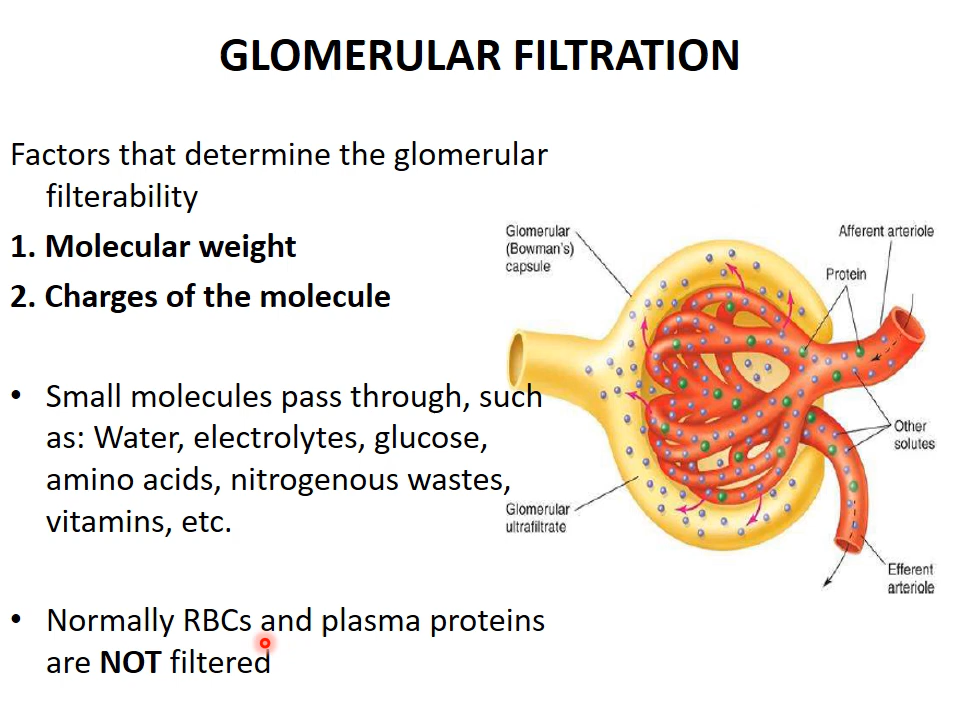 GLOMERULAR FILTRATION
Factors that determine the glomerular
filterability
1. Molecular weight
2. Charges of the molecule
• Small molecules pass through, such
as: Water, electrolytes, glucose,
amino acids, nitrogenous wastes,
vitamins, etc.
• Normally RBCs and plasma proteins
are NOT filtered
Glomerular
(Bowman's)
capsule
Afferent arteriole
Protein
Other
solutes
Glomerular
ultrafiltrate
Efferent
arteriole